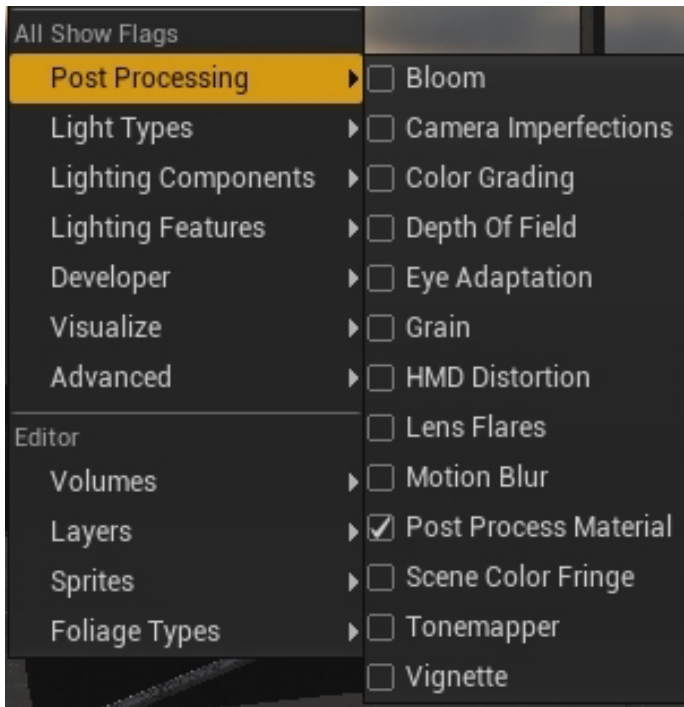 All Show Flags
Post Processing
Light Types
Lighting Components
Lighting Features
Developer
Visualize
Advanced
Editor
Volumes
Layers
Sprites
Foliage Types
Bloom
Camera Imperfections
Color Grading
Depth Of Field
Eye Adaptation
Grain
HMD Distortion
Lens Flares
Motion Blur
Post Process Material
Scene Color Fringe
Tonemapper
Vignette